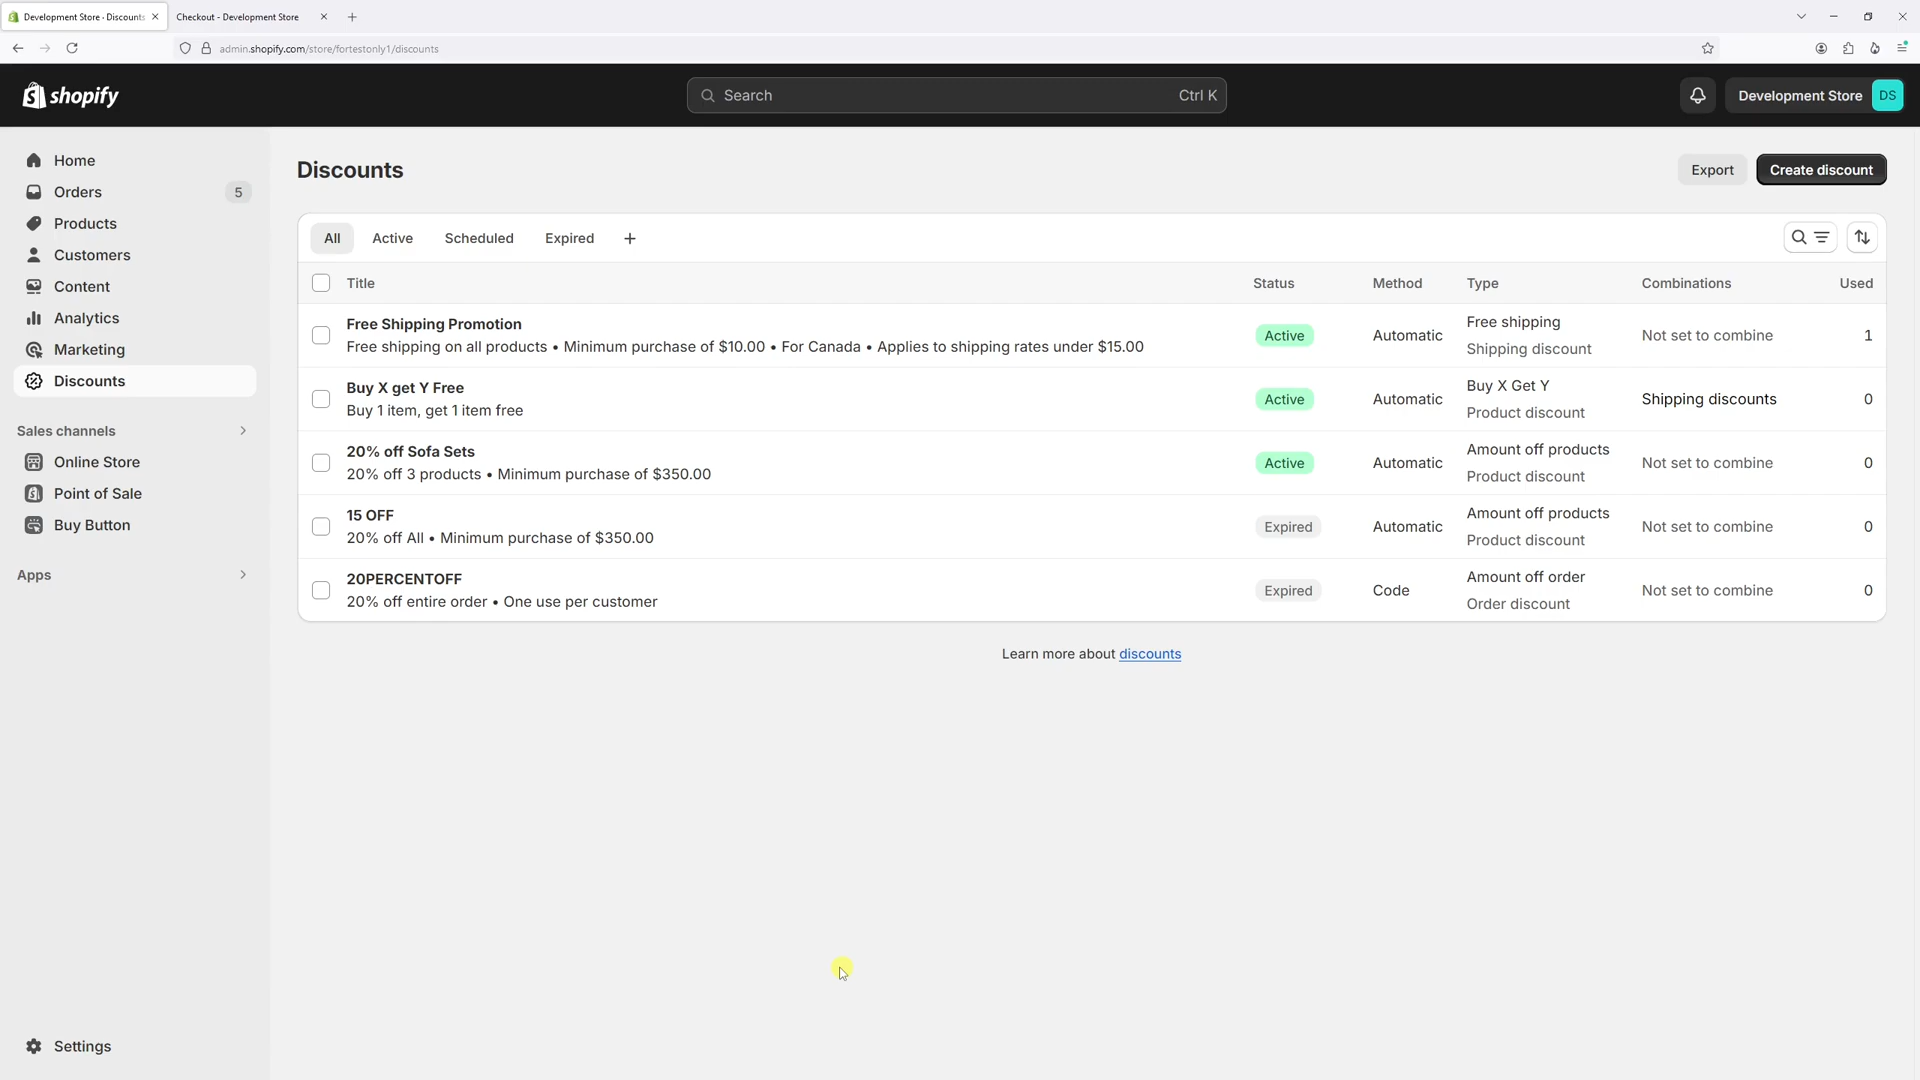 Development Store - Discounts
Checkout - Development Store
admin.shopify.com/store/fortestonly1/discounts
shopify
Search
Ctrl K
Development Store
DS
Home
Orders
5
Products
Customers
Content
Analytics
Marketing
Discounts
Sales channels
Online Store
Point of Sale
Buy Button
Apps
Settings
Discounts
Export
Create discount
All
Active
Scheduled
Expired
Title
Status
Method
Type
Combinations
Used
Free Shipping Promotion
Free shipping on all products • Minimum purchase of $10.00 • For Canada • Applies to shipping rates under $15.00
Active
Automatic
Free shipping
Shipping discount
Not set to combine
1
Buy X get Y Free
Buy 1 item, get 1 item free
Active
Automatic
Buy X Get Y
Product discount
Shipping discounts
0
20% off Sofa Sets
20% off 3 products • Minimum purchase of $350.00
Active
Automatic
Amount off products
Product discount
Not set to combine
0
15 OFF
20% off All • Minimum purchase of $350.00
Expired
Automatic
Amount off products
Product discount
Not set to combine
0
20PERCENTOFF
20% off entire order • One use per customer
Expired
Code
Amount off order
Order discount
Not set to combine
0
Learn more about discounts